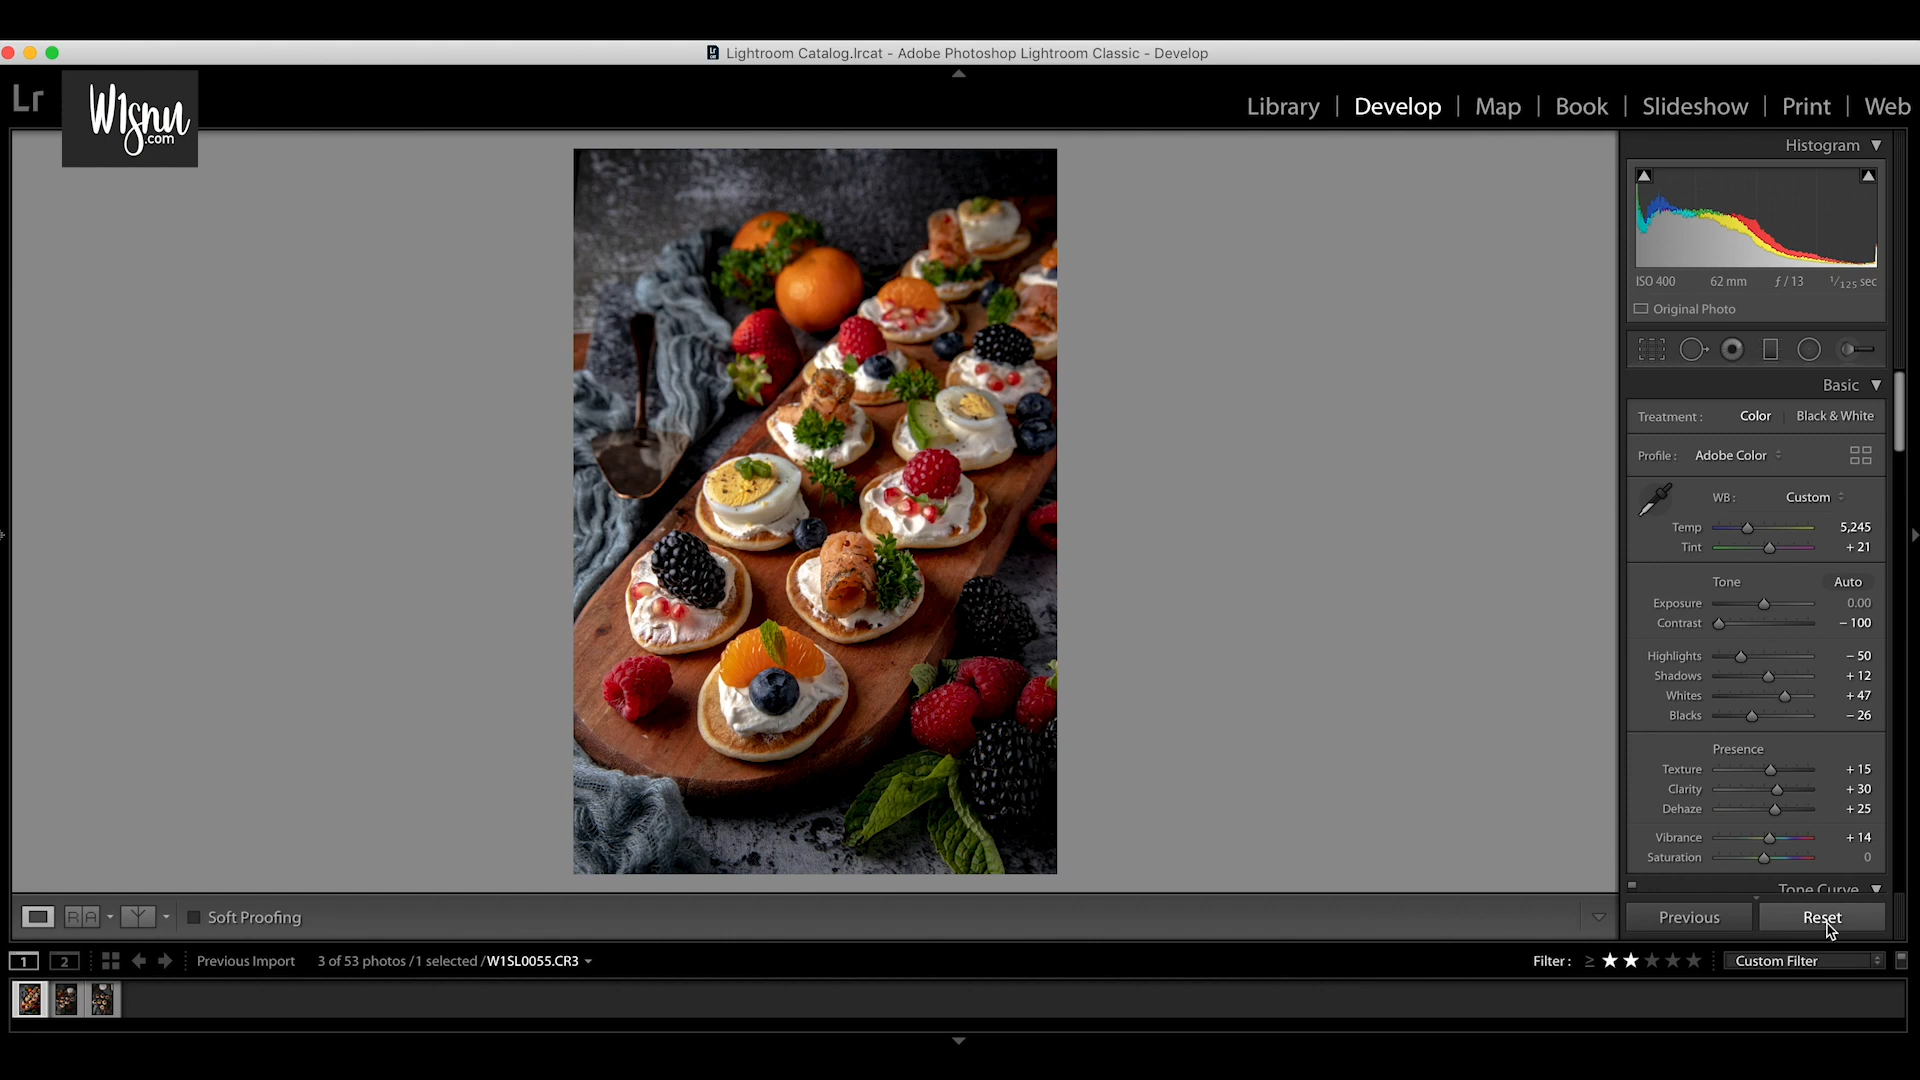 Lightroom Catalog.lrcat - Adobe Photoshop Lightroom Classic - Develop
Lr
W1snu
.com
Library | Develop | Map | Book | Slideshow | Print | Web
Histogram
ISO 400 62 mm ƒ / 13 1/125 sec
Original Photo
Basic
Treatment : Color Black & White
Profile : Adobe Color
WB : Custom
Temp 5,245
Tint + 21
Tone Auto
Exposure 0.00
Contrast – 100
Highlights – 50
Shadows + 12
Whites + 47
Blacks – 26
Presence
Texture + 15
Clarity + 30
Dehaze + 25
Vibrance + 14
Saturation 0
Tone Curve
R A Y Soft Proofing
Previous Reset
1 2 Previous Import 3 of 53 photos / 1 selected / W1SL0055.CR3 Filter : ≥ ★★★★★ Custom Filter